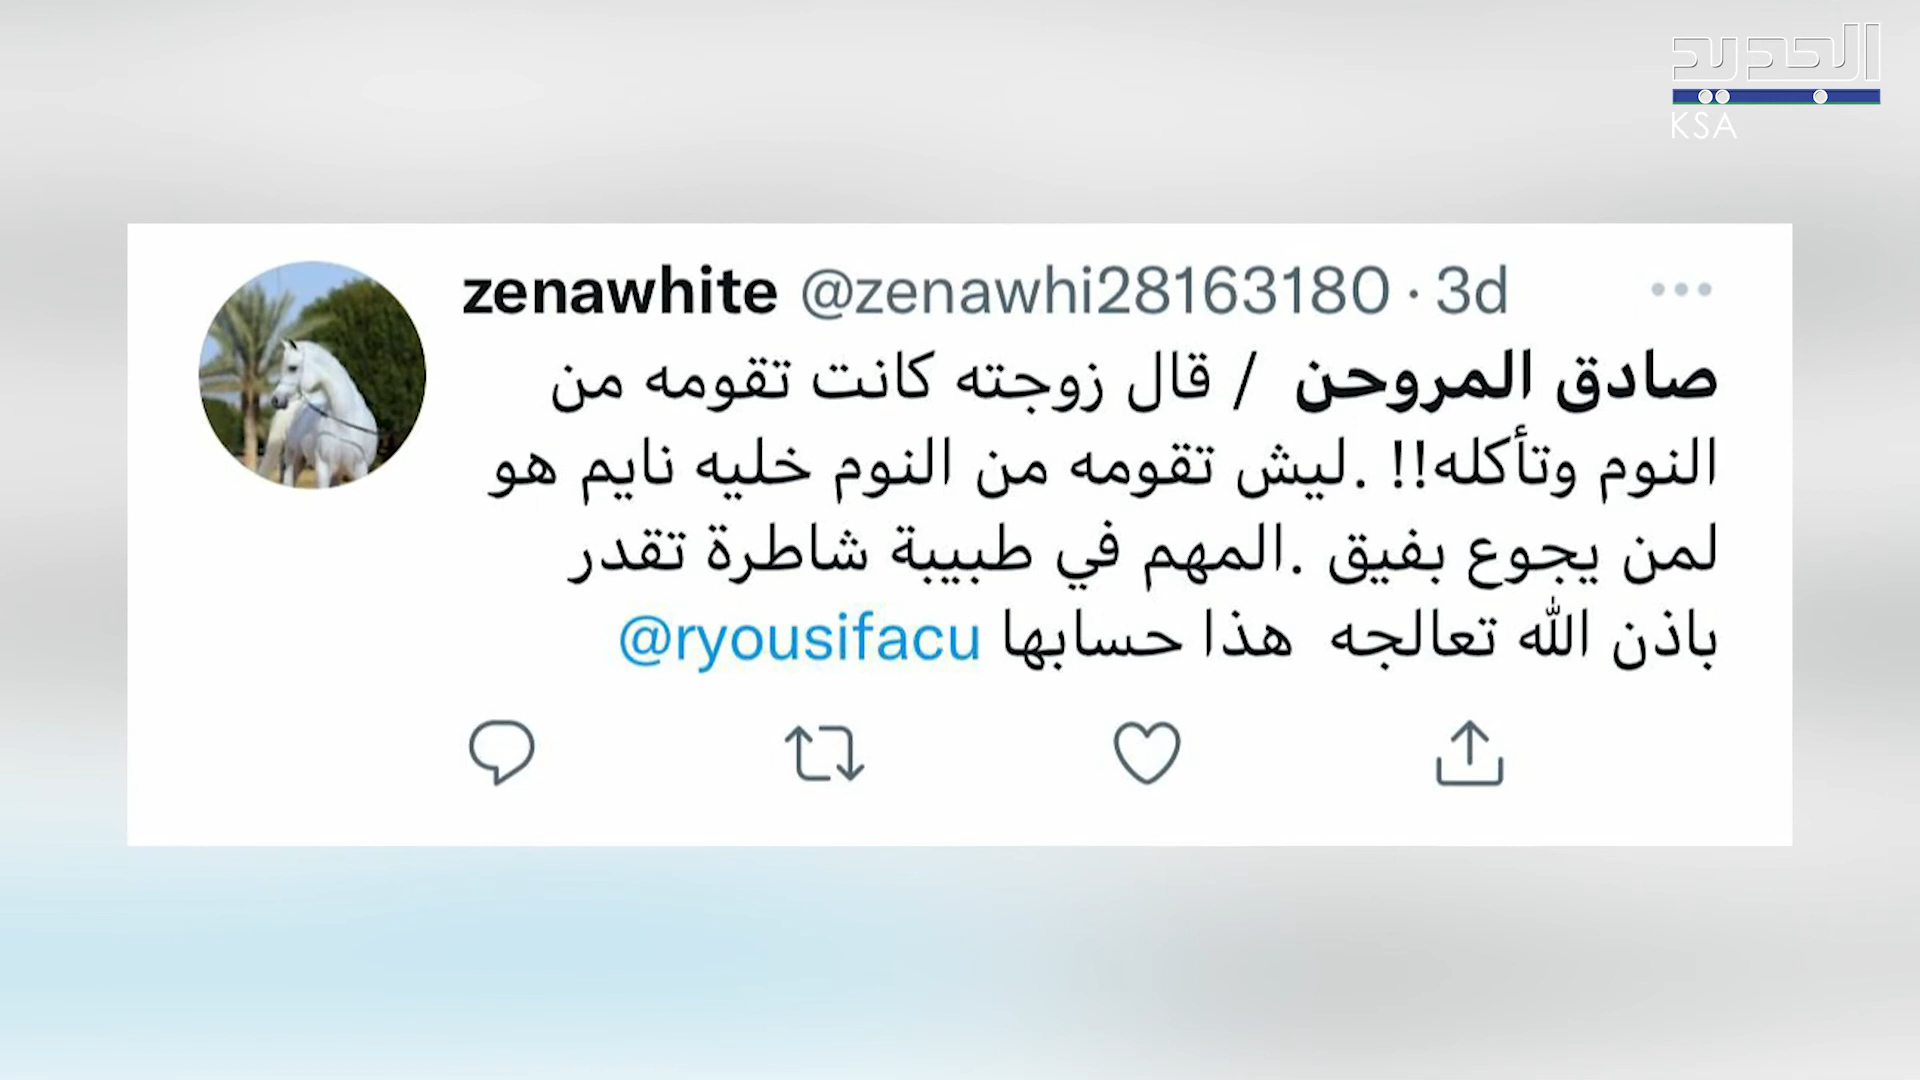 الجديد
KSA
zenawhite @zenawhi28163180 · 3d
صادق المروحن / قال زوجته كانت تقومه من
النوم وتأكله!! .ليش تقومه من النوم خليه نايم هو
لمن يجوع بفيق .المهم في طبيبة شاطرة تقدر
باذن الله تعالجه هذا حسابها @ryousifacu